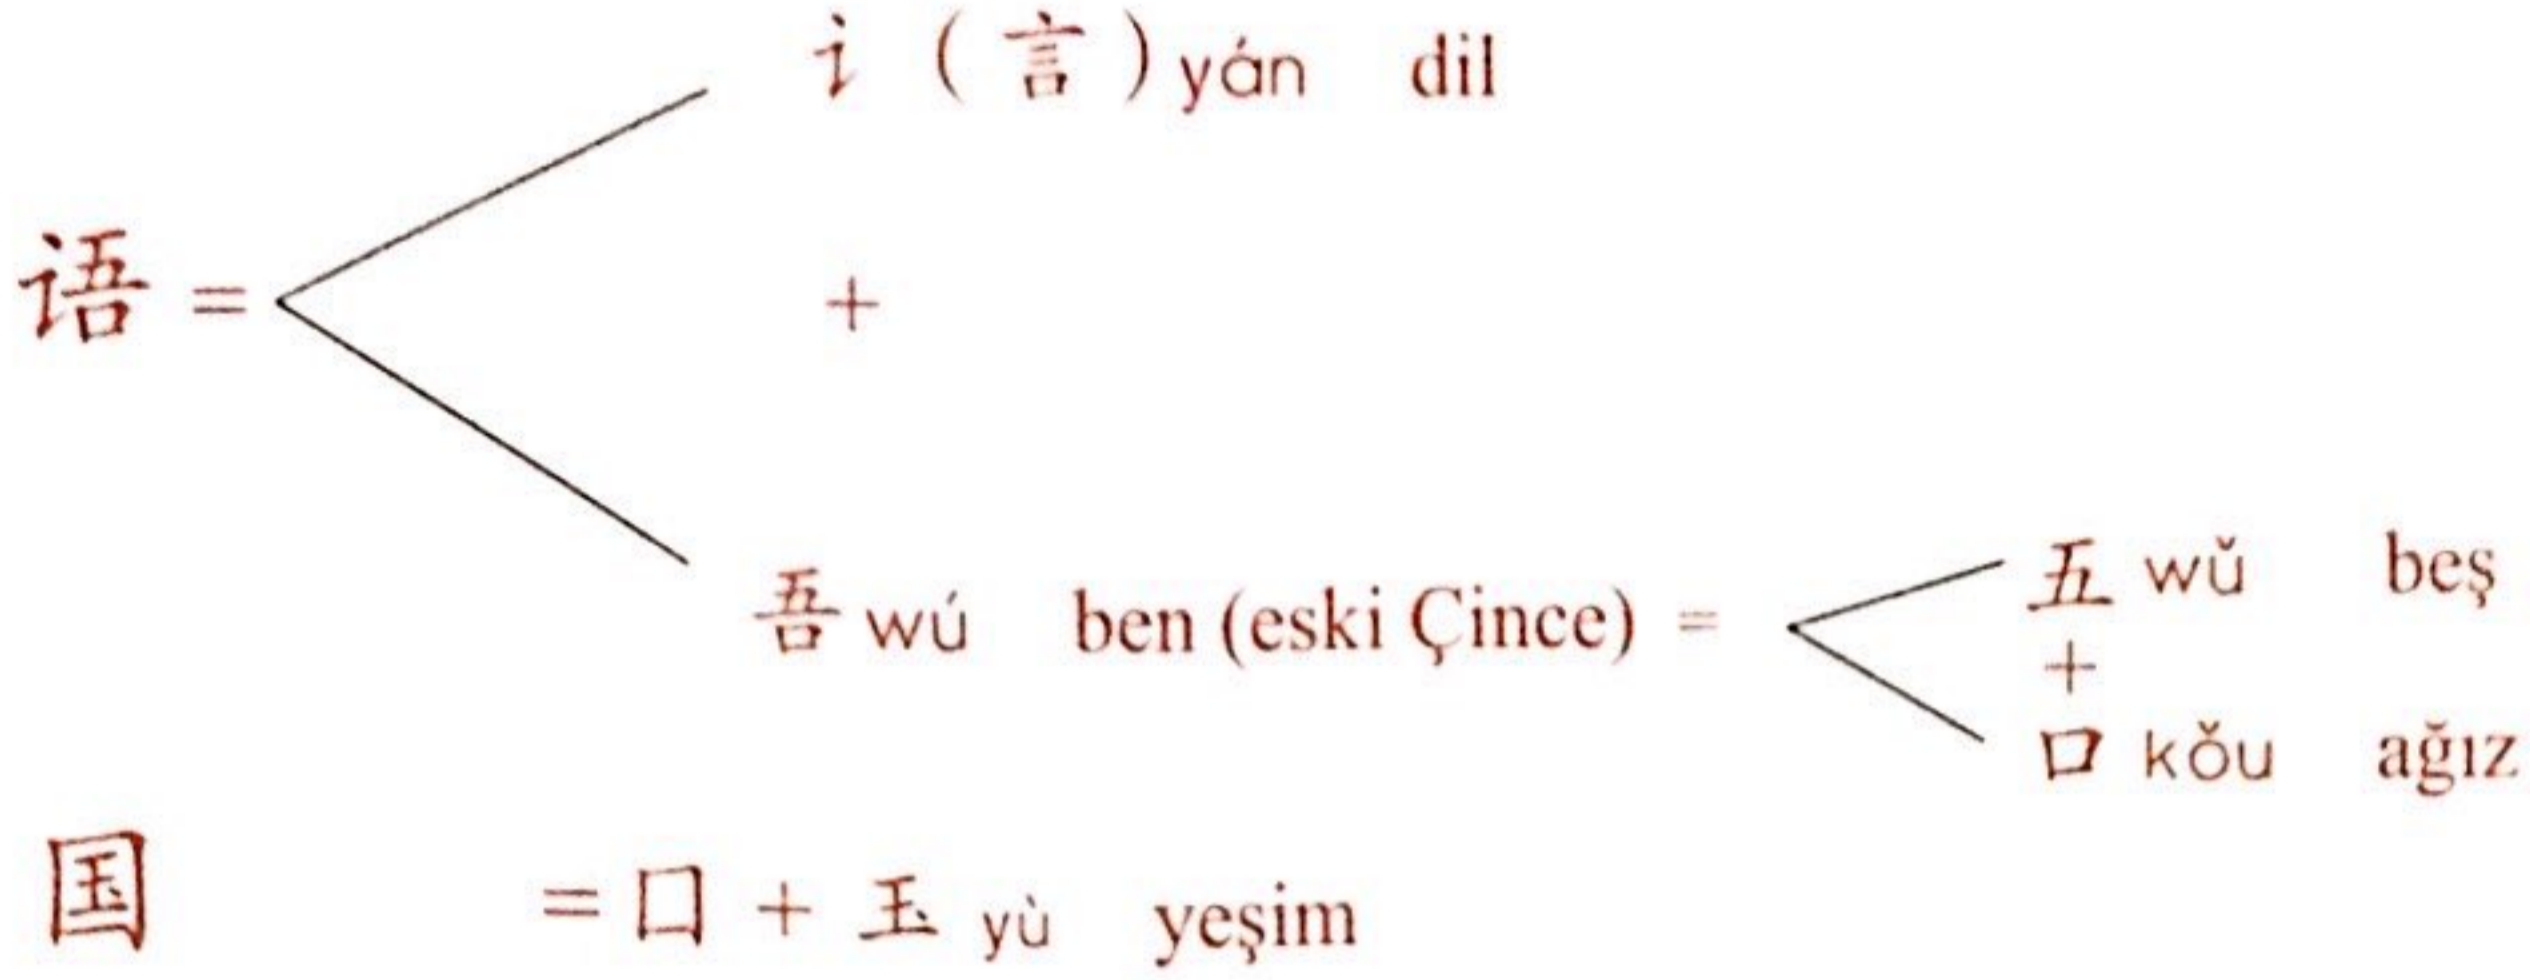 讠 ( 言 ) yán dil
语 = +
吾 wú ben (eski Çince) = 五 wǔ beş
+
口 kǒu ağız
国 = 囗 + 玉 yù yeşim